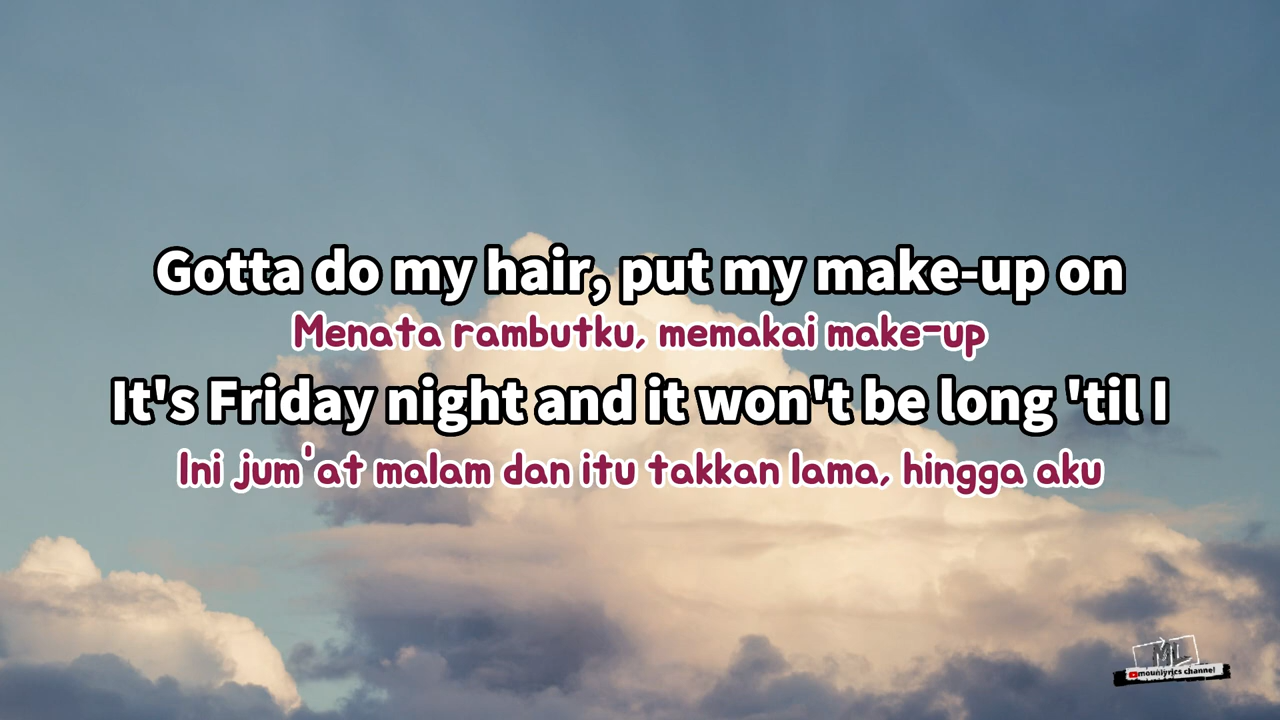 Gotta do my hair, put my make-up on
Menata rambutku, memakai make-up
It's Friday night and it won't be long 'til I
Ini jum'at malam dan itu takkan lama, hingga aku
ML
mounlyrics channel